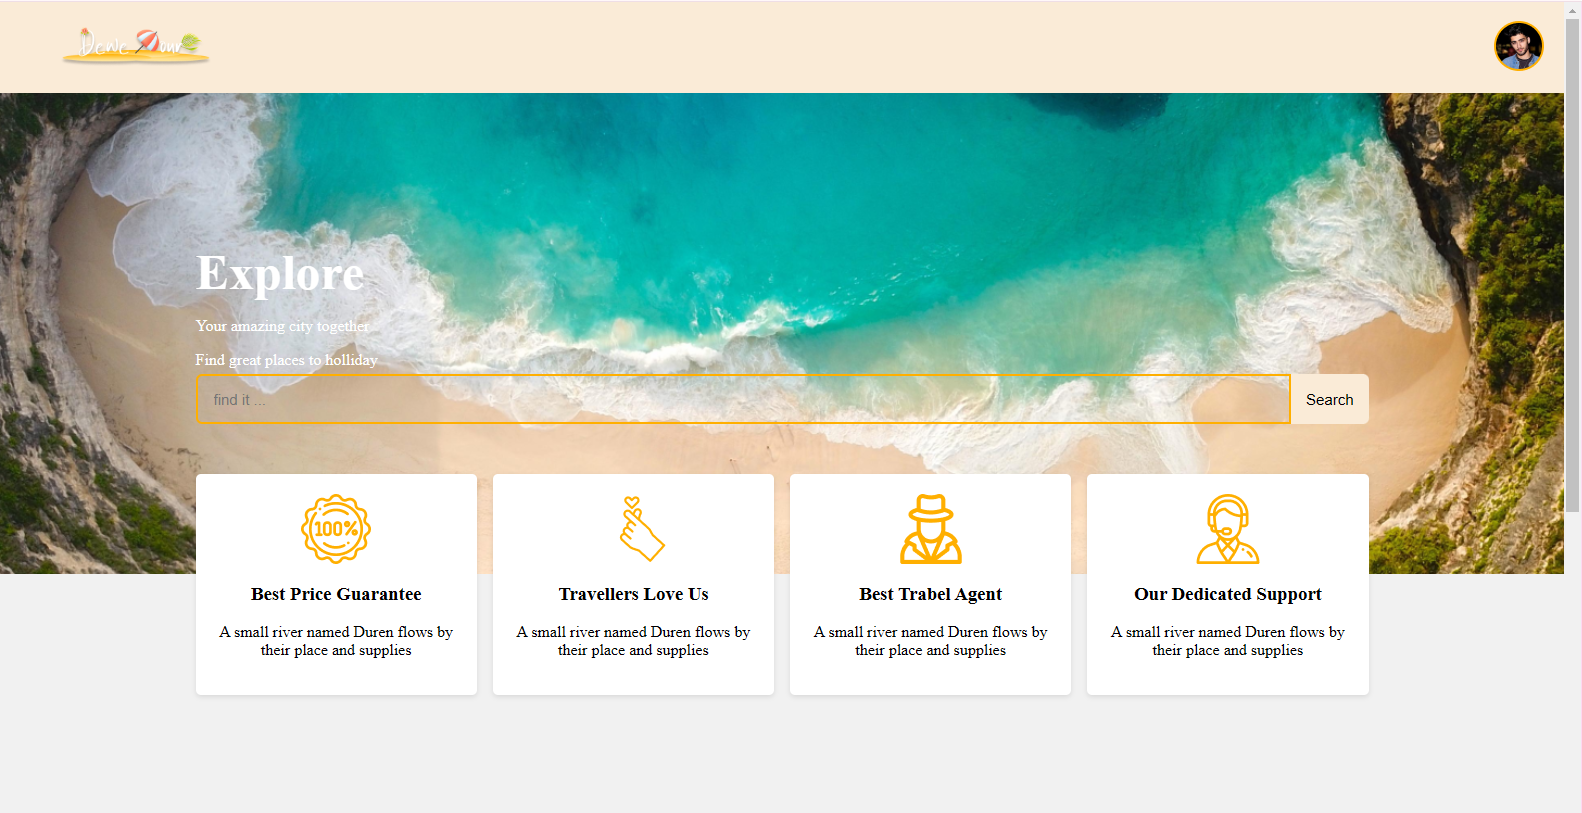 Dewe Tour
Explore
Your amazing city together
Find great places to holliday
find it ...
Search
100%
Best Price Guarantee
A small river named Duren flows by
their place and supplies
Travellers Love Us
A small river named Duren flows by
their place and supplies
Best Trabel Agent
A small river named Duren flows by
their place and supplies
Our Dedicated Support
A small river named Duren flows by
their place and supplies